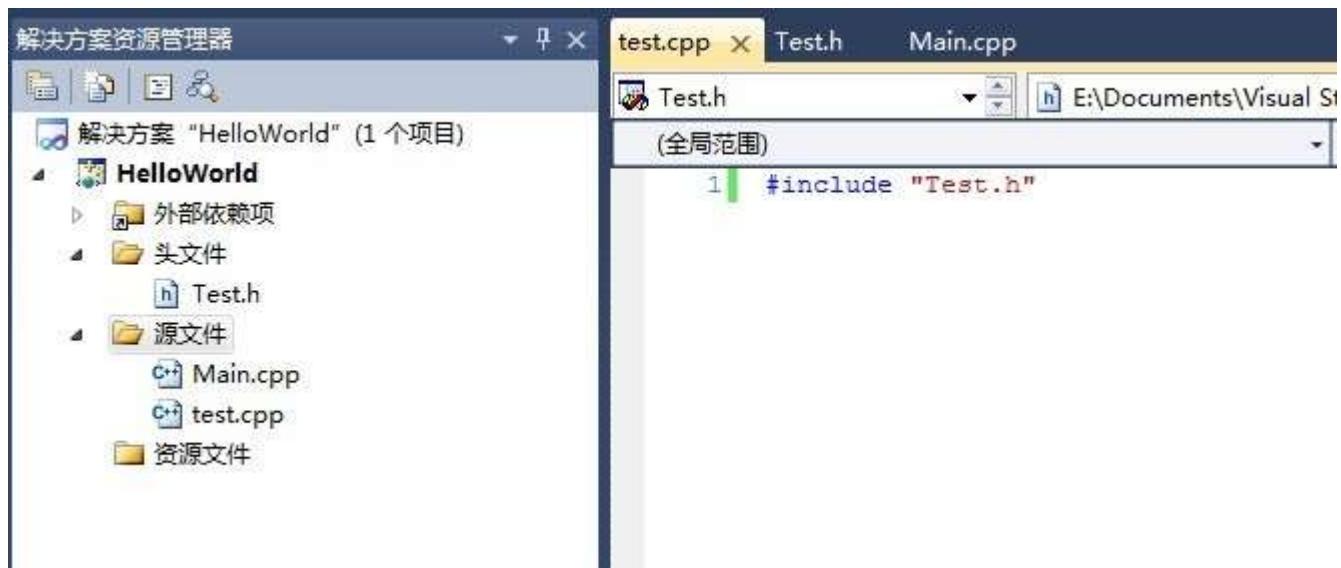 解决方案资源管理器
解决方案 "HelloWorld" (1 个项目)
HelloWorld
外部依赖项
头文件
Test.h
源文件
Main.cpp
test.cpp
资源文件
test.cpp Test.h Main.cpp
Test.h E:\Documents\Visual St
(全局范围)
1 #include "Test.h"